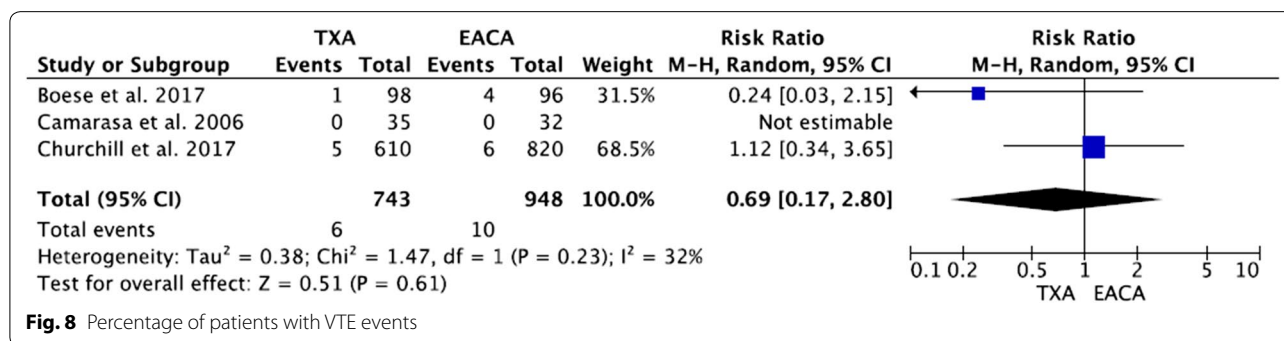 TXA EACA Risk Ratio Risk Ratio
Study or Subgroup Events Total Events Total Weight M-H, Random, 95% CI M-H, Random, 95% CI
Boese et al. 2017 1 98 4 96 31.5% 0.24 [0.03, 2.15]
Camarasa et al. 2006 0 35 0 32 Not estimable
Churchill et al. 2017 5 610 6 820 68.5% 1.12 [0.34, 3.65]
Total (95% CI) 743 948 100.0% 0.69 [0.17, 2.80]
Total events 6 10
Heterogeneity: Tau² = 0.38; Chi² = 1.47, df = 1 (P = 0.23); I² = 32%
Test for overall effect: Z = 0.51 (P = 0.61)
0.1 0.2 0.5 1 2 5 10
TXA EACA
Fig. 8 Percentage of patients with VTE events